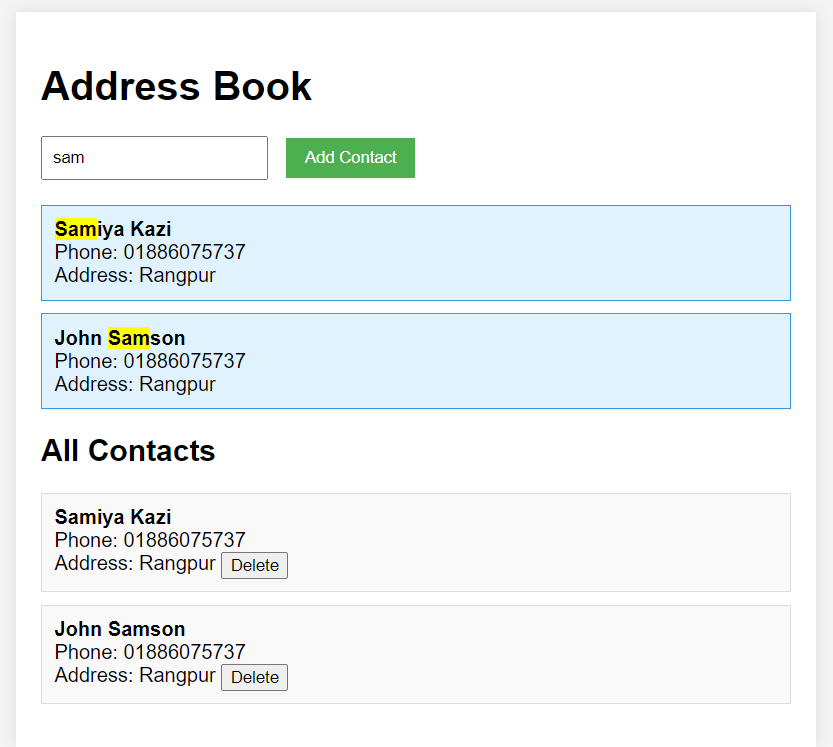 Address Book
sam Add Contact
Samiya Kazi
Phone: 01886075737
Address: Rangpur
John Samson
Phone: 01886075737
Address: Rangpur
All Contacts
Samiya Kazi
Phone: 01886075737
Address: Rangpur Delete
John Samson
Phone: 01886075737
Address: Rangpur Delete